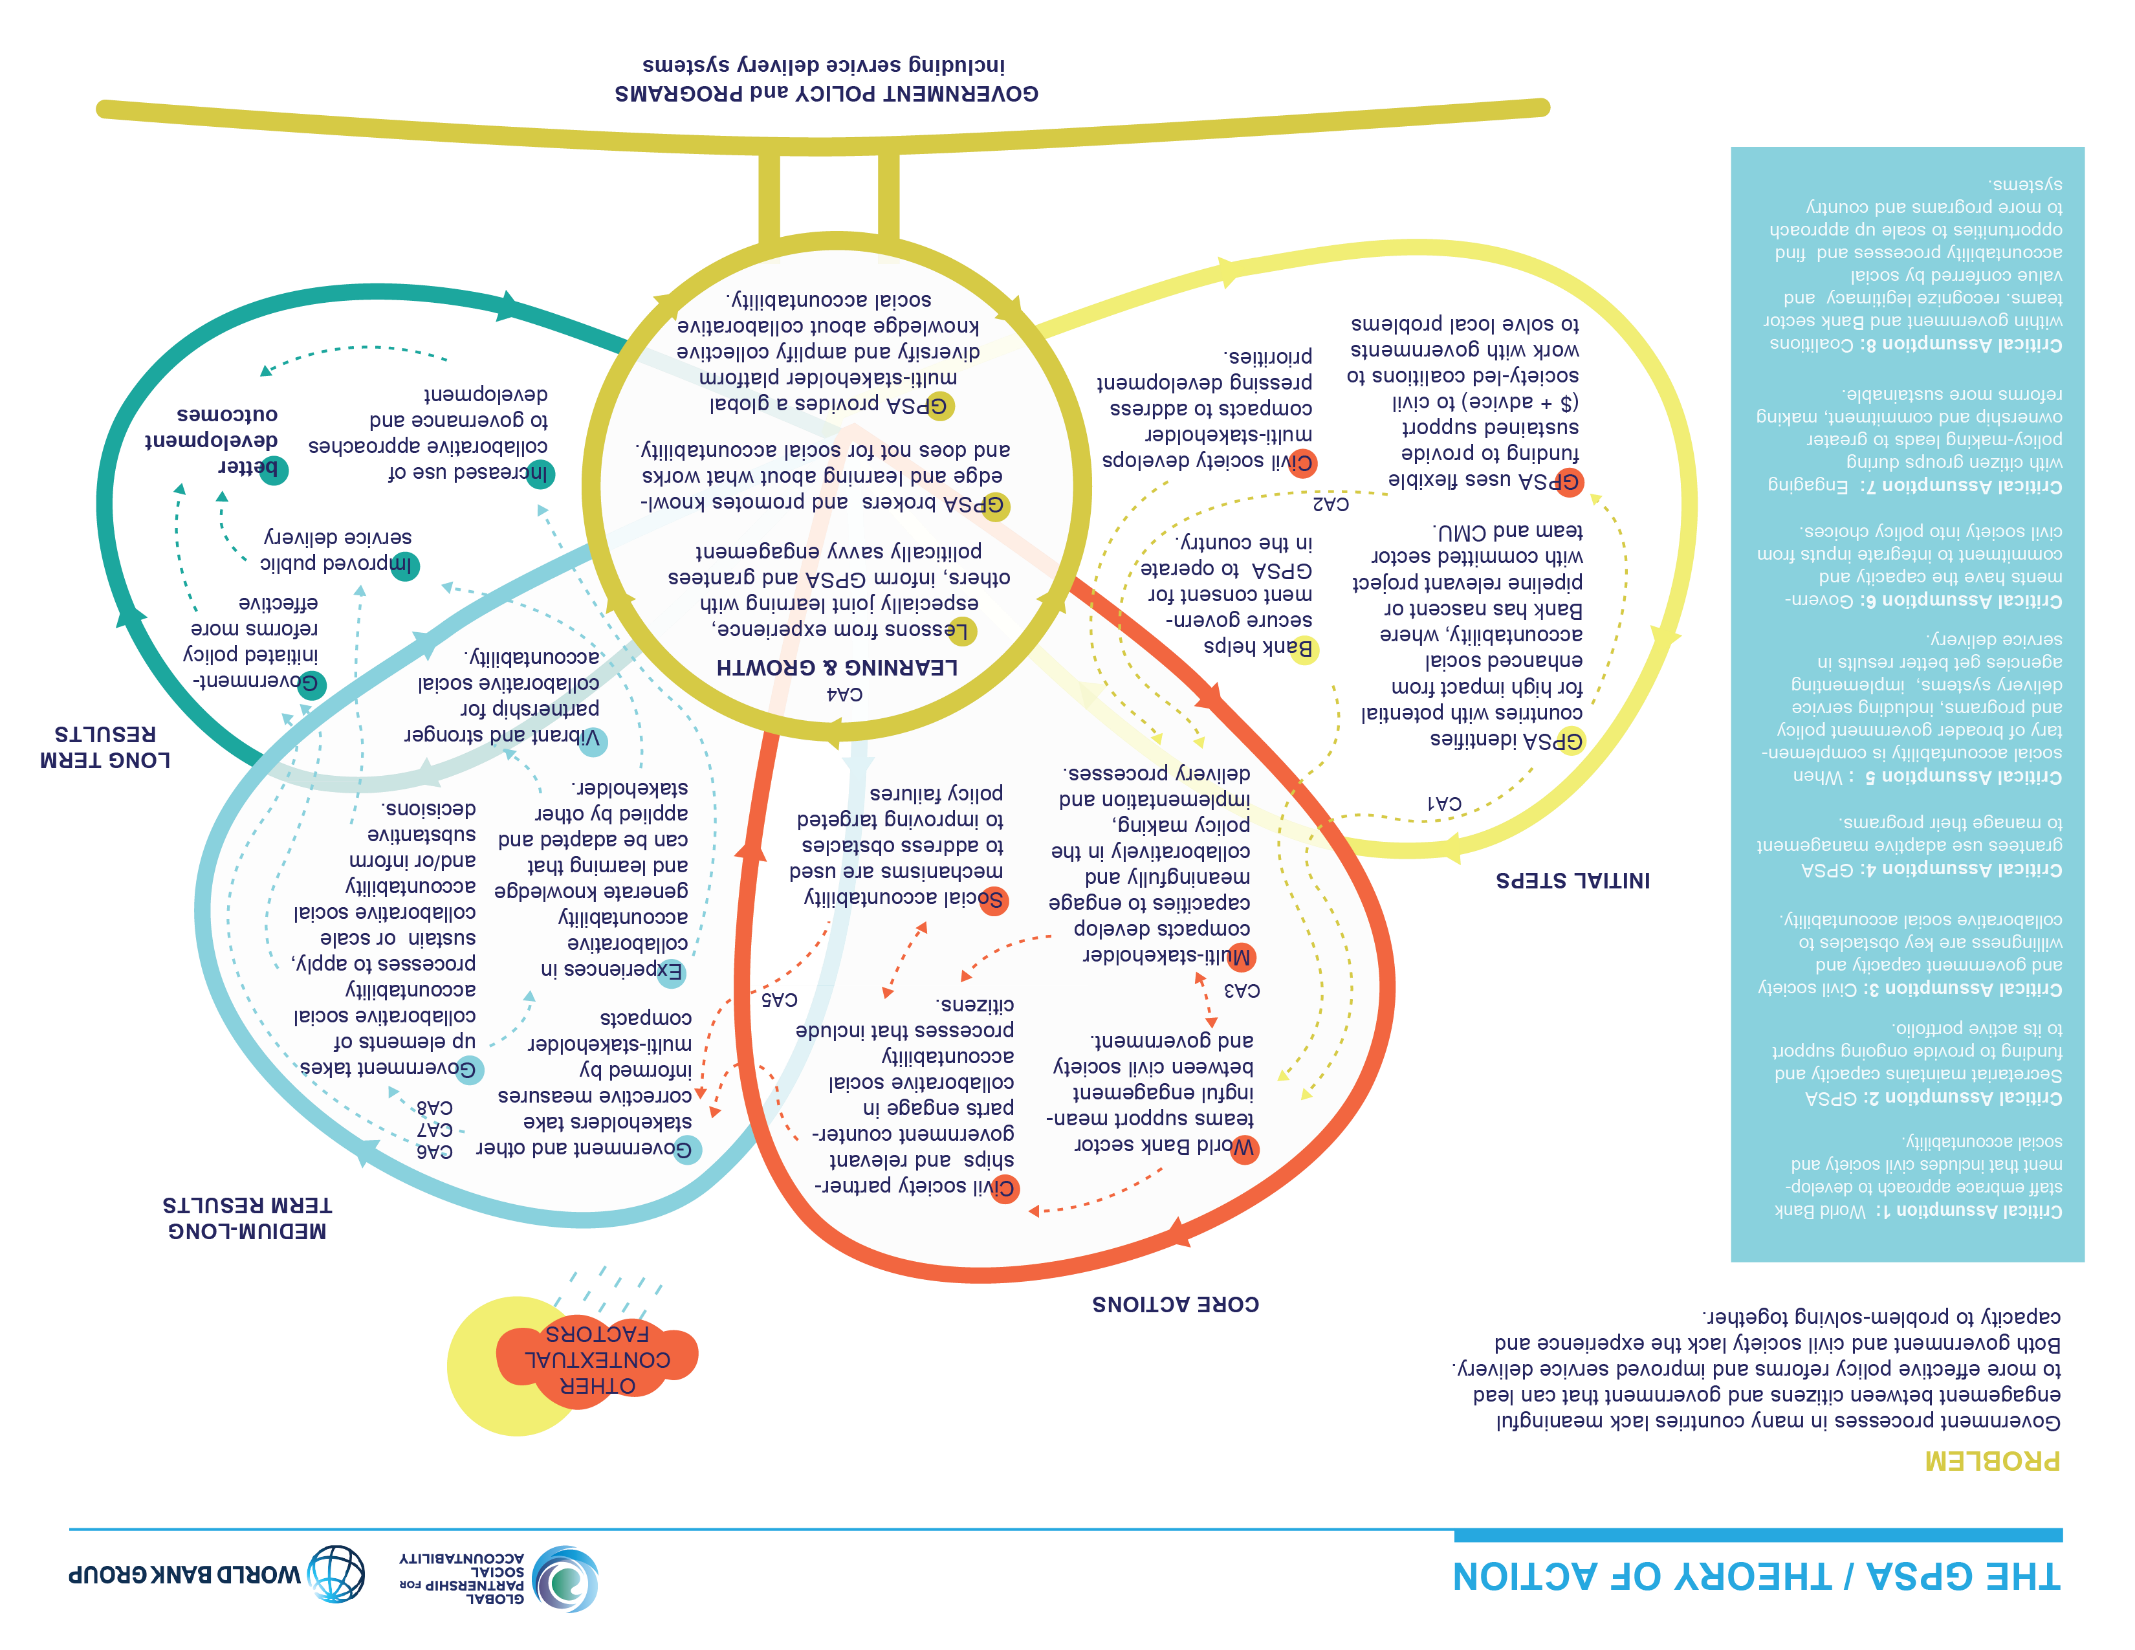 THE GPSA / THEORY OF ACTION
GLOBAL
PARTNERSHIP FOR
SOCIAL
ACCOUNTABILITY
WORLD BANK GROUP
PROBLEM
Government processes in many countries lack meaningful
engagement between citizens and government that can lead
to more effective policy reforms and improved service delivery.
Both government and civil society lack the experience and
capacity to problem-solving together.
Critical Assumption 1: World Bank
staff embrace approach to develop-
ment that includes civil society and
social accountability.
Critical Assumption 2: GPSA
Secretariat maintains capacity and
funding to provide ongoing support
to its active portfolio.
Critical Assumption 3: Civil society
and government capacity and
willingness are key obstacles to
collaborative social accountability.
Critical Assumption 4: GPSA
grantees use adaptive management
to manage their programs.
Critical Assumption 5 : When
social accountability is complemen-
tary of broader government policy
and programs, including service
delivery systems, implementing
agencies get better results in
service delivery.
Critical Assumption 6: Govern-
ments have the capacity and
commitment to integrate inputs from
civil society into policy choices.
Critical Assumption 7: Engaging
with citizen groups during
policy-making leads to greater
ownership and commitment, making
reforms more sustainable.
Critical Assumption 8: Coalitions
within government and Bank sector
teams. recognize legitimacy and
value conferred by social
accountability processes and find
opportunities to scale up approach
to more programs and country
systems.
OTHER
CONTEXTUAL
FACTORS
INITIAL STEPS
CA1
GPSA identifies
countries with potential
for high impact from
enhanced social
accountability, where
Bank has nascent or
pipeline relevant project
with committed sector
team and CMU.
GPSA uses flexible
funding to provide
sustained support
($ + advice) to civil
society-led coalitions to
work with governments
to solve local problems
CA2
Bank helps
secure govern-
ment consent for
GPSA to operate
in the country.
Civil society develops
multi-stakeholder
compacts to address
pressing development
priorities.
CORE ACTIONS
World Bank sector
teams support mean-
ingful engagement
between civil society
and government.
CA3
Multi-stakeholder
compacts develop
capacities to engage
meaningfully and
collaboratively in the
policy making,
implementation and
delivery processes.
Civil society partner-
ships and relevant
government counter-
parts engage in
collaborative social
accountability
processes that include
citizens.
CA5
Social accountability
mechanisms are used
to address obstacles
to improving targeted
policy failures
MEDIUM-LONG
TERM RESULTS
Government and other
stakeholders take
corrective measures
informed by
multi-stakeholder
compacts
CA6
CA7
CA8
Government takes
up elements of
collaborative social
accountability
processes to apply,
sustain or scale
collaborative social
accountability
and/or inform
substantive
decisions.
Experiences in
collaborative
accountability
generate knowledge
and learning that
can be adapted and
applied by other
stakeholder.
Vibrant and stronger
partnership for
collaborative social
accountability.
LONG TERM
RESULTS
Government-
initiated policy
reforms more
effective
Improved public
service delivery
Increased use of
collaborative approaches
to governance and
development
better
development
outcomes
CA4
LEARNING & GROWTH
Lessons from experience,
especially joint learning with
others, inform GPSA and grantees
politically savvy engagement
GPSA brokers and promotes knowl-
edge and learning about what works
and does not for social accountability.
GPSA provides a global
multi-stakeholder platform
diversify and amplify collective
knowledge about collaborative
social accountability.
GOVERNMENT POLICY and PROGRAMS
including service delivery systems